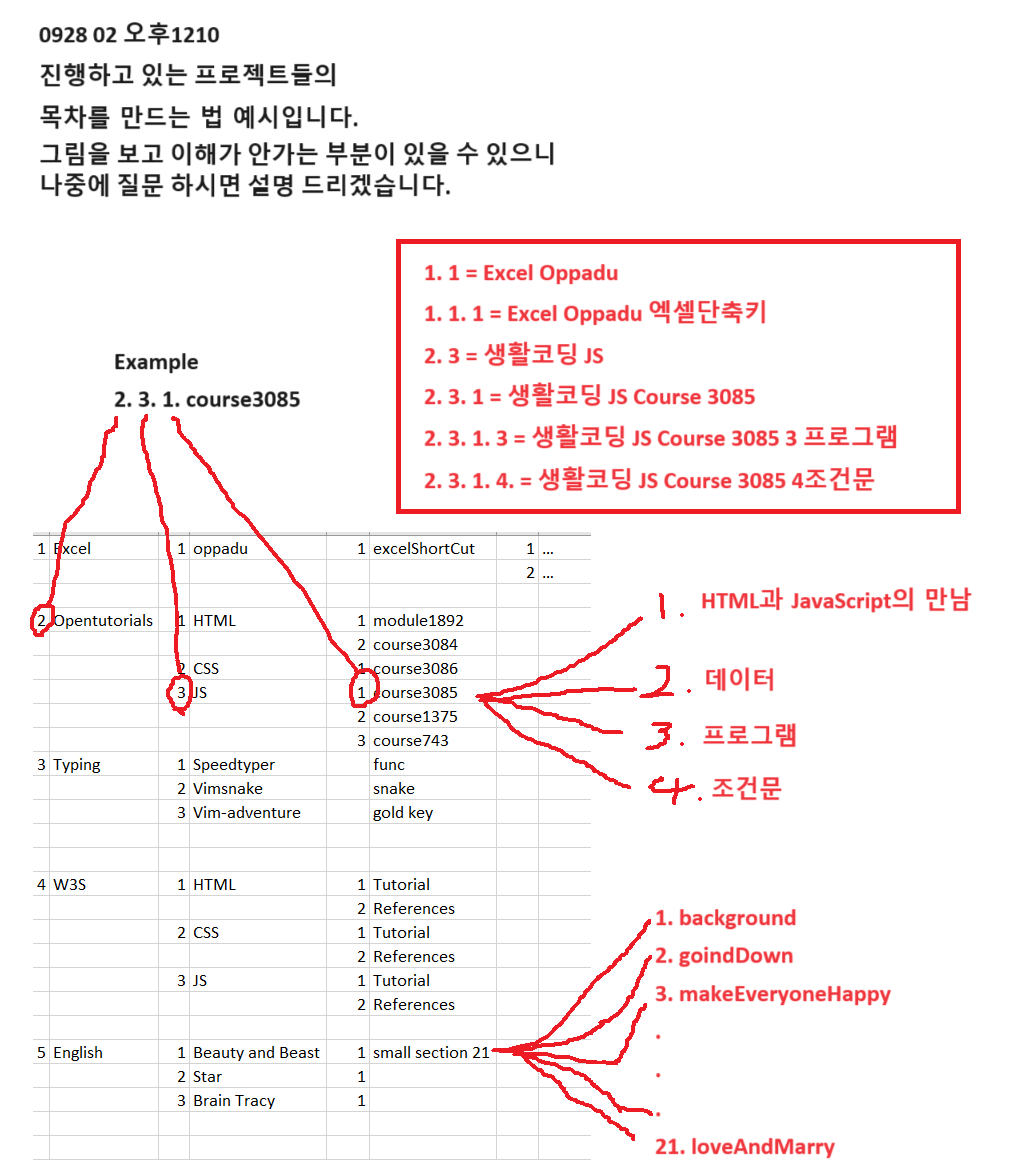 0928 02 오후1210
진행하고 있는 프로젝트들의
목차를 만드는 법 예시입니다.
그림을 보고 이해가 안가는 부분이 있을 수 있으니
나중에 질문 하시면 설명 드리겠습니다.
1. 1 = Excel Oppadu
1. 1. 1 = Excel Oppadu 엑셀단축키
2. 3 = 생활코딩 JS
2. 3. 1 = 생활코딩 JS Course 3085
2. 3. 1. 3 = 생활코딩 JS Course 3085 3 프로그램
2. 3. 1. 4. = 생활코딩 JS Course 3085 4조건문
Example
2. 3. 1. course3085
1 Excel 1 oppadu 1 excelShortCut 1 ...
2 ...
2 Opentutorials 1 HTML 1 module1892
2 course3084
2 CSS 1 course3086
3 JS 1 course3085
2 course1375
3 course743
3 Typing 1 Speedtyper func
2 Vimsnake snake
3 Vim-adventure gold key
4 W3S 1 HTML 1 Tutorial
2 References
2 CSS 1 Tutorial
2 References
3 JS 1 Tutorial
2 References
5 English 1 Beauty and Beast 1 small section 21
2 Star 1
3 Brain Tracy 1
1. HTML과 JavaScript의 만남
2. 데이터
3. 프로그램
4. 조건문
1. background
2. goindDown
3. makeEveryoneHappy
.
.
.
21. loveAndMarry